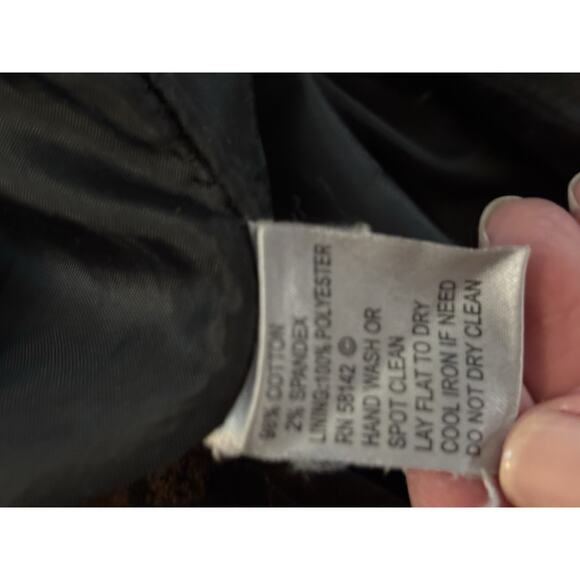 98% COTTON
2% SPANDEX
LINING:100% POLYESTER
RN 58142 ©
HAND WASH OR
SPOT CLEAN
LAY FLAT TO DRY
COOL IRON IF NEED
DO NOT DRY CLEAN